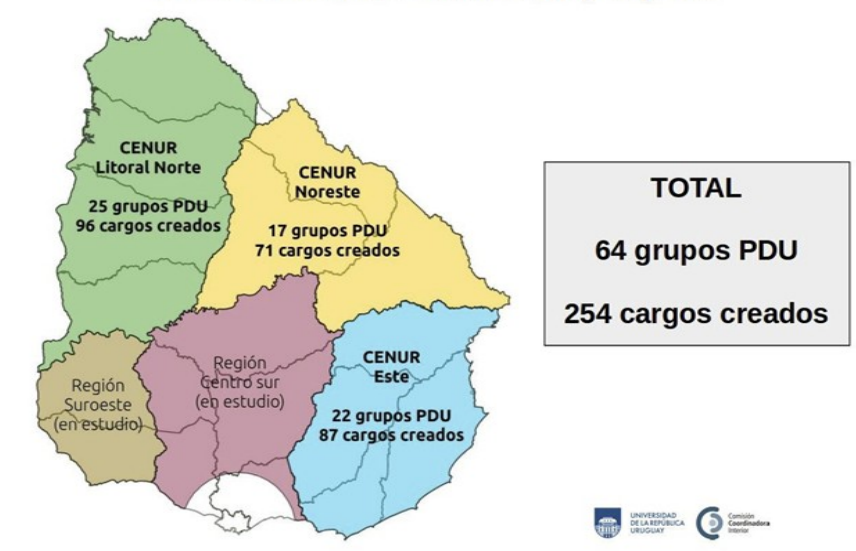 CENUR
Litoral Norte
25 grupos PDU
96 cargos creados
CENUR
Noreste
17 grupos PDU
71 cargos creados
Región
Suroeste
(en estudio)
Región
Centro sur
(en estudio)
CENUR
Este
22 grupos PDU
87 cargos creados
TOTAL
64 grupos PDU
254 cargos creados
UNIVERSIDAD
DE LA REPÚBLICA
URUGUAY
Comisión
Coordinadora
Interior